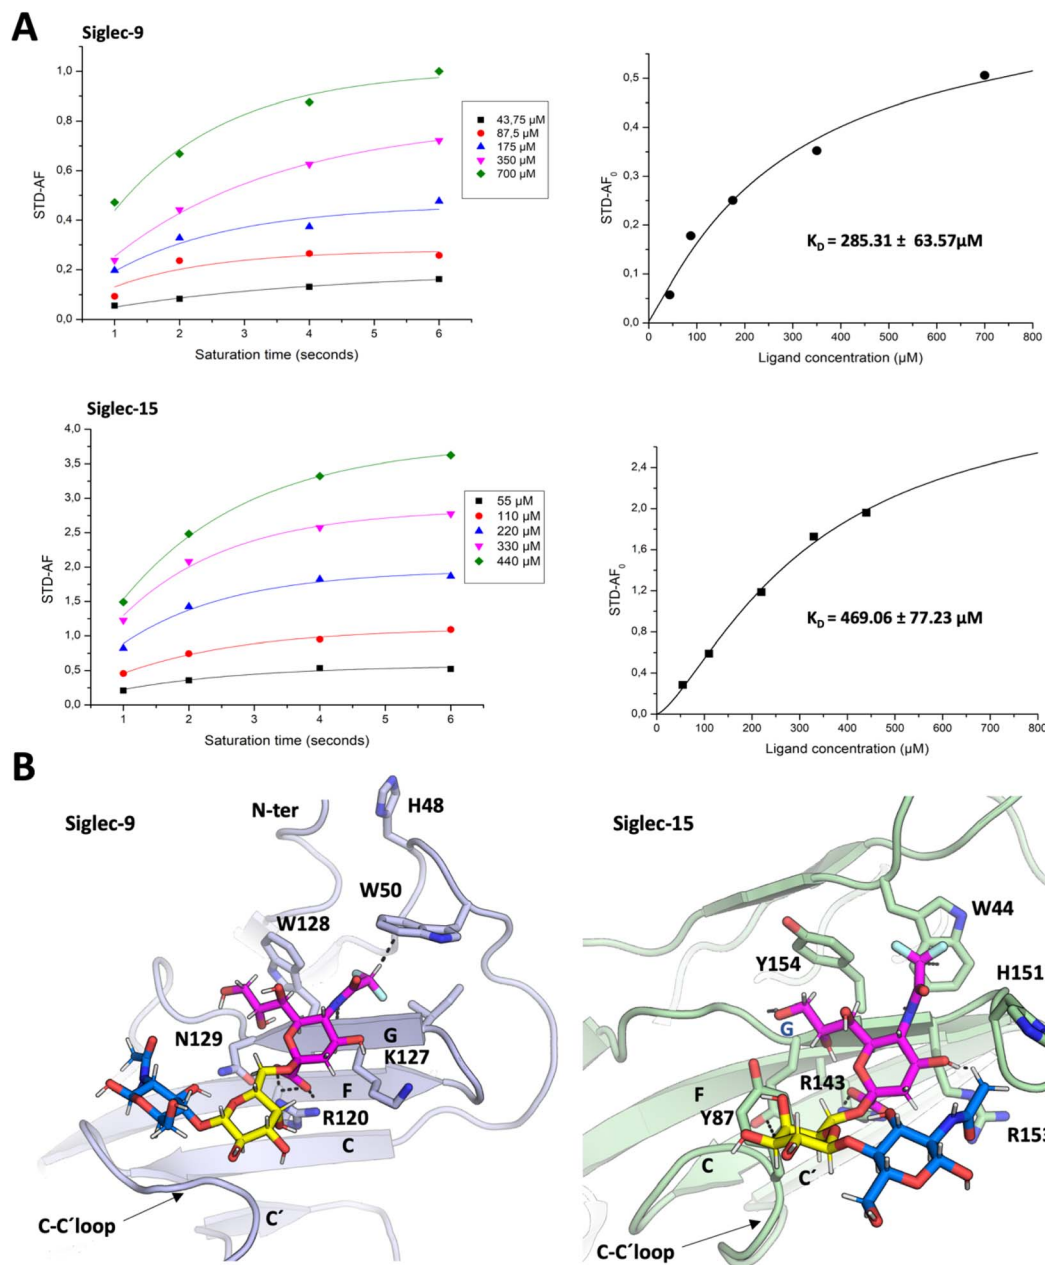 A
Siglec-9
1,0
0,8
0,6
0,4
0,2
0,0
STD-AF
1 2 3 4 5 6
Saturation time (seconds)
43,75 µM
87,5 µM
175 µM
350 µM
700 µM
0,5
0,4
0,3
0,2
0,1
0,0
STD-AF0
0 100 200 300 400 500 600 700 800
Ligand concentration (µM)
KD = 285.31 ± 63.57µM
Siglec-15
4,0
3,5
3,0
2,5
2,0
1,5
1,0
0,5
0,0
STD-AF
1 2 3 4 5 6
Saturation time (seconds)
55 µM
110 µM
220 µM
330 µM
440 µM
2,4
2,0
1,6
1,2
0,8
0,4
0,0
STD-AF0
0 100 200 300 400 500 600 700 800
Ligand concentration (µM)
KD = 469.06 ± 77.23 µM
B
Siglec-9
N-ter
H48
W50
W128
N129
G
K127
F
R120
C
C´
C-C´loop
Siglec-15
W44
Y154
H151
G
R143
F
Y87
R153
C
C´
C-C´loop